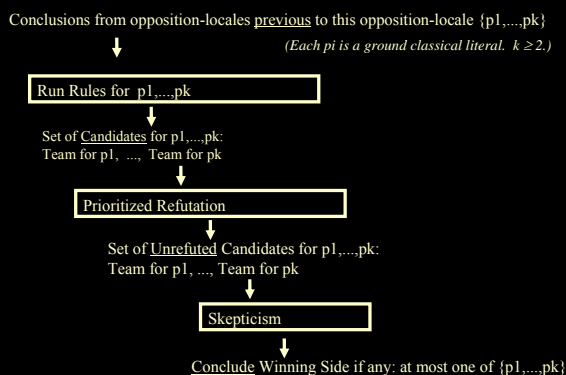 Conclusions from opposition-locales previous to this opposition-locale {p1,...,pk}
(Each pi is a ground classical literal. k ≥ 2.)
Run Rules for p1,...,pk
Set of Candidates for p1,...,pk:
Team for p1, ..., Team for pk
Prioritized Refutation
Set of Unrefuted Candidates for p1,...,pk:
Team for p1, ..., Team for pk
Skepticism
Conclude Winning Side if any: at most one of {p1,...,pk}